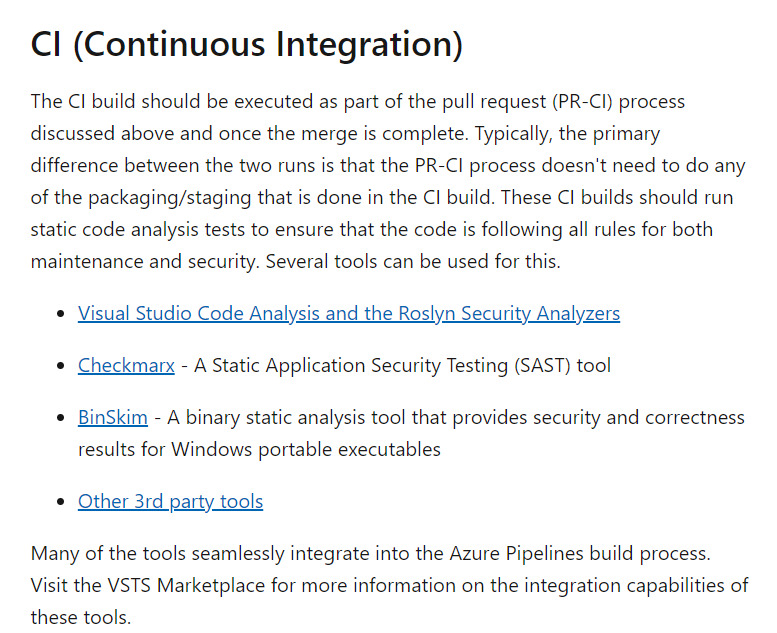 CI (Continuous Integration)
The CI build should be executed as part of the pull request (PR-CI) process
discussed above and once the merge is complete. Typically, the primary
difference between the two runs is that the PR-CI process doesn't need to do any
of the packaging/staging that is done in the CI build. These CI builds should run
static code analysis tests to ensure that the code is following all rules for both
maintenance and security. Several tools can be used for this.
• Visual Studio Code Analysis and the Roslyn Security Analyzers
• Checkmarx - A Static Application Security Testing (SAST) tool
• BinSkim - A binary static analysis tool that provides security and correctness
results for Windows portable executables
• Other 3rd party tools
Many of the tools seamlessly integrate into the Azure Pipelines build process.
Visit the VSTS Marketplace for more information on the integration capabilities of
these tools.